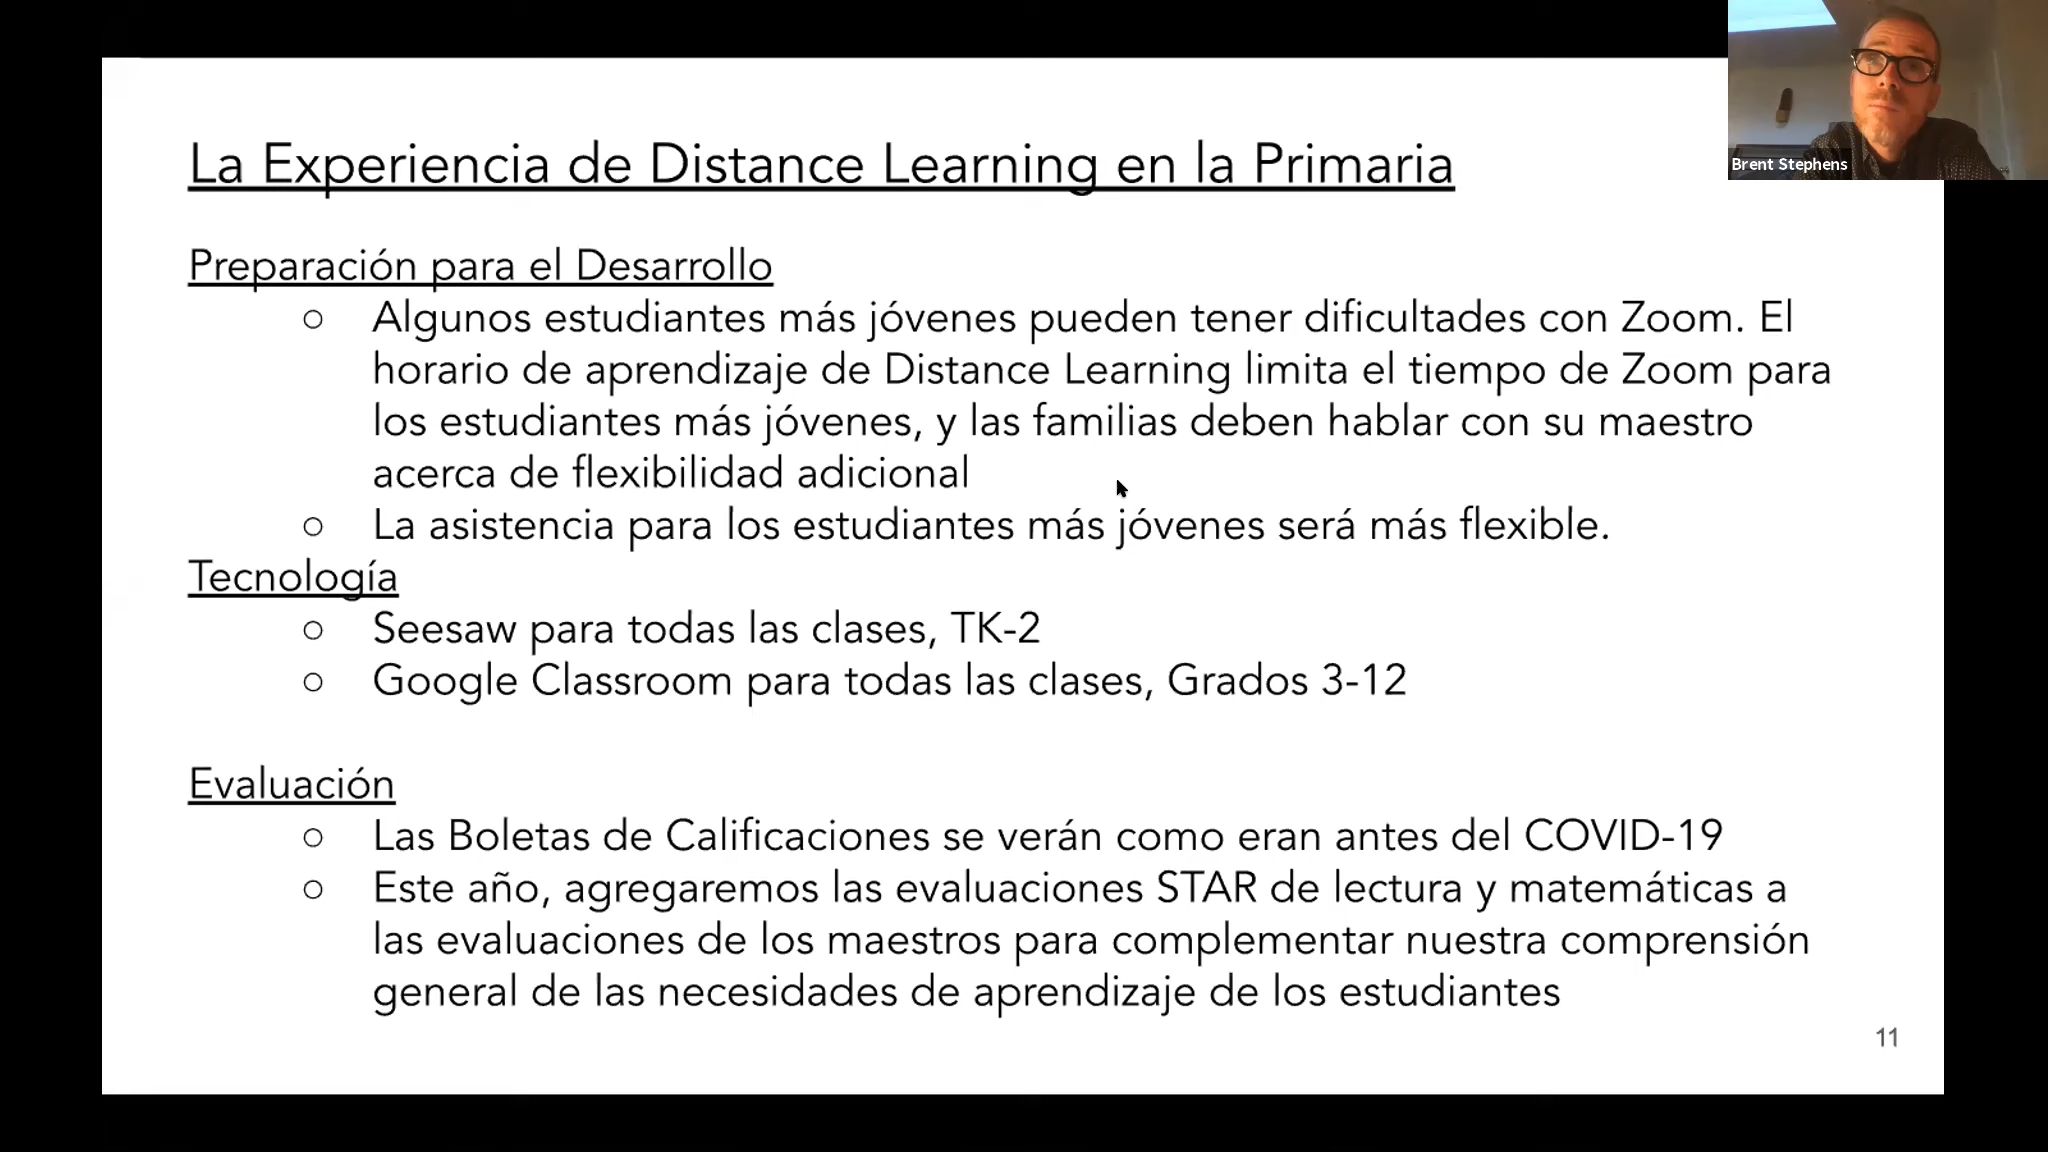 La Experiencia de Distance Learning en la Primaria
Brent Stephens
Preparación para el Desarrollo
○ Algunos estudiantes más jóvenes pueden tener dificultades con Zoom. El
horario de aprendizaje de Distance Learning limita el tiempo de Zoom para
los estudiantes más jóvenes, y las familias deben hablar con su maestro
acerca de flexibilidad adicional
○ La asistencia para los estudiantes más jóvenes será más flexible.
Tecnología
○ Seesaw para todas las clases, TK-2
○ Google Classroom para todas las clases, Grados 3-12
Evaluación
○ Las Boletas de Calificaciones se verán como eran antes del COVID-19
○ Este año, agregaremos las evaluaciones STAR de lectura y matemáticas a
las evaluaciones de los maestros para complementar nuestra comprensión
general de las necesidades de aprendizaje de los estudiantes
11